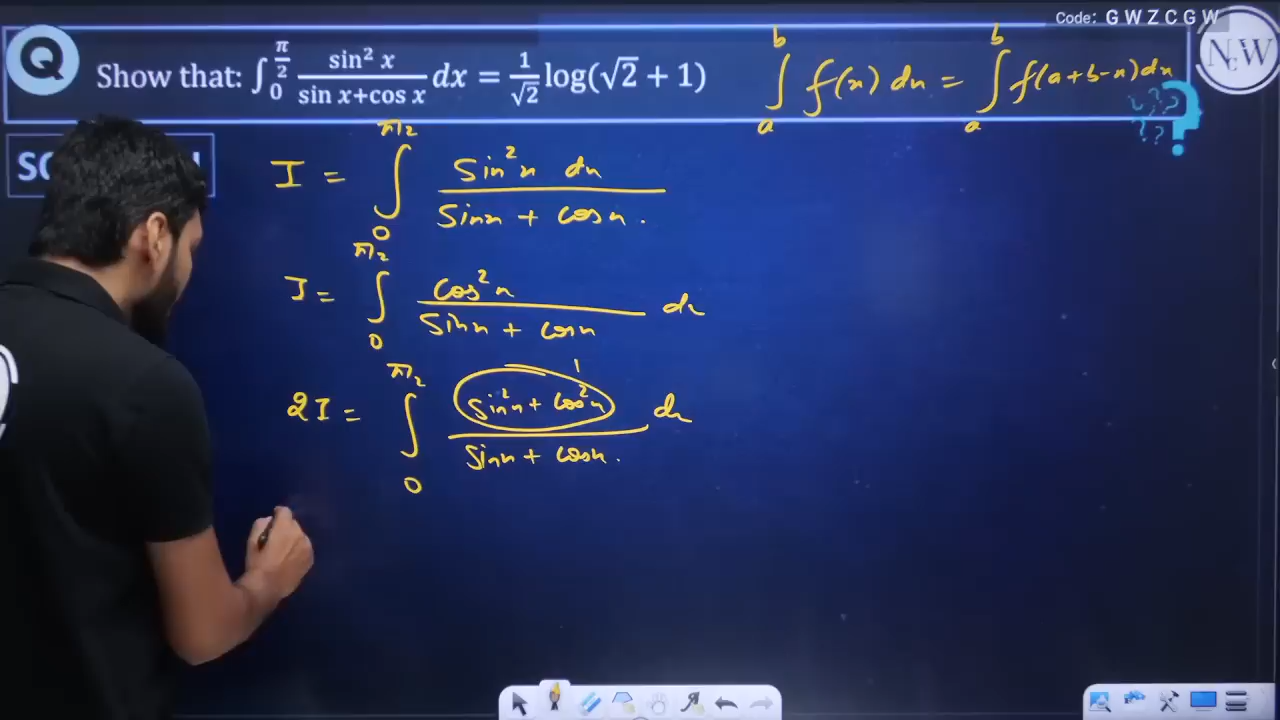 Code: G W Z C G W
Q
Show that: ∫₀^{π/2} sin² x / (sin x+cos x) dx = 1/√2 log(√2 + 1)
∫ₐᵇ f(x) dx = ∫ₐᵇ f(a+b-x) dx
NcW
I = ∫₀^{π/2} sin²x dx / (sinx + cosx.)
I = ∫₀^{π/2} cos²x / (sinx + cosx) dx
2I = ∫₀^{π/2} (sin²x + cos²x) / (sinx + cosx.) dx
1